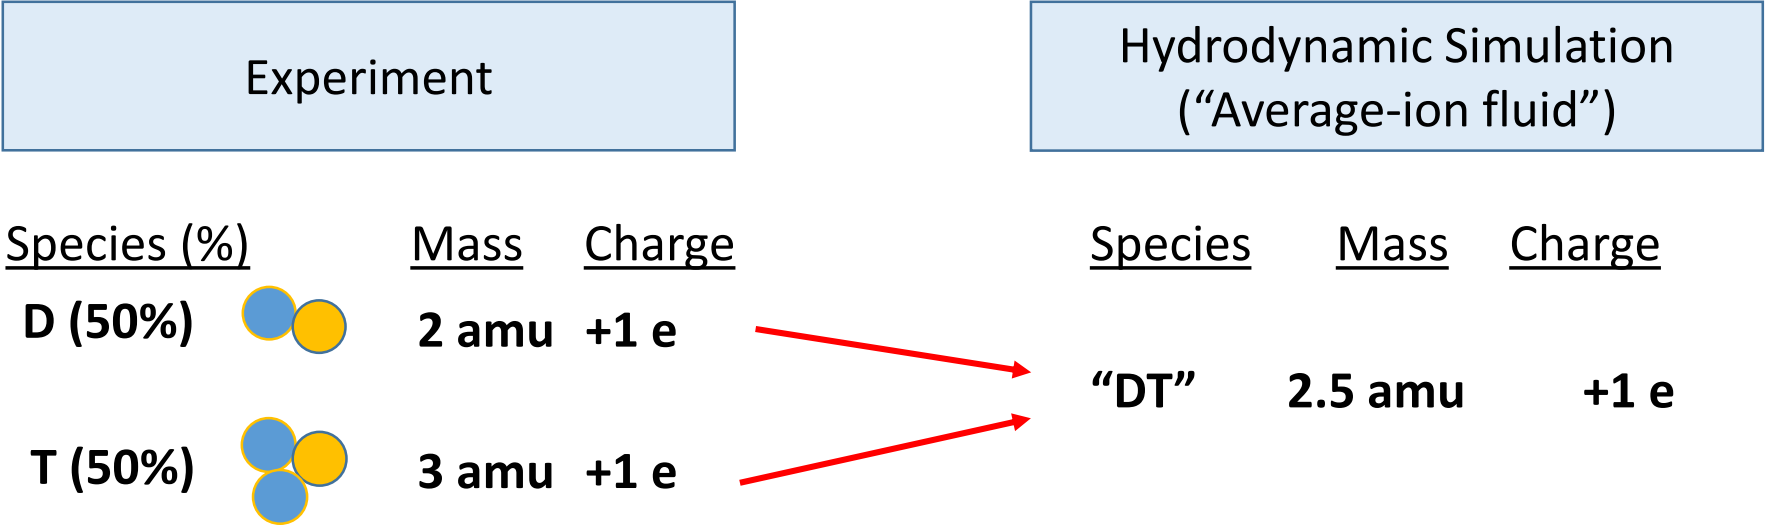 Experiment
Hydrodynamic Simulation
(“Average-ion fluid”)
Species (%) Mass Charge
D (50%) 2 amu +1 e
T (50%) 3 amu +1 e
Species Mass Charge
“DT” 2.5 amu +1 e